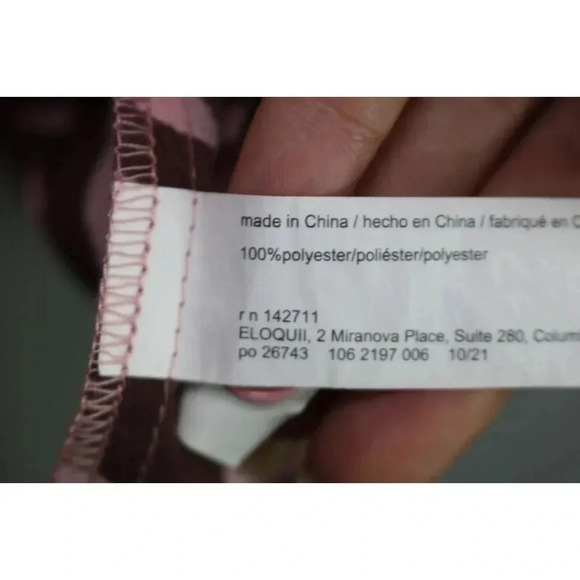 made in China / hecho en China / fabriqué en
100%polyester/poliéster/polyester
rn 142711
ELOQUII, 2 Miranova Place, Suite 280,
po 26743 106 2197 006 10/21